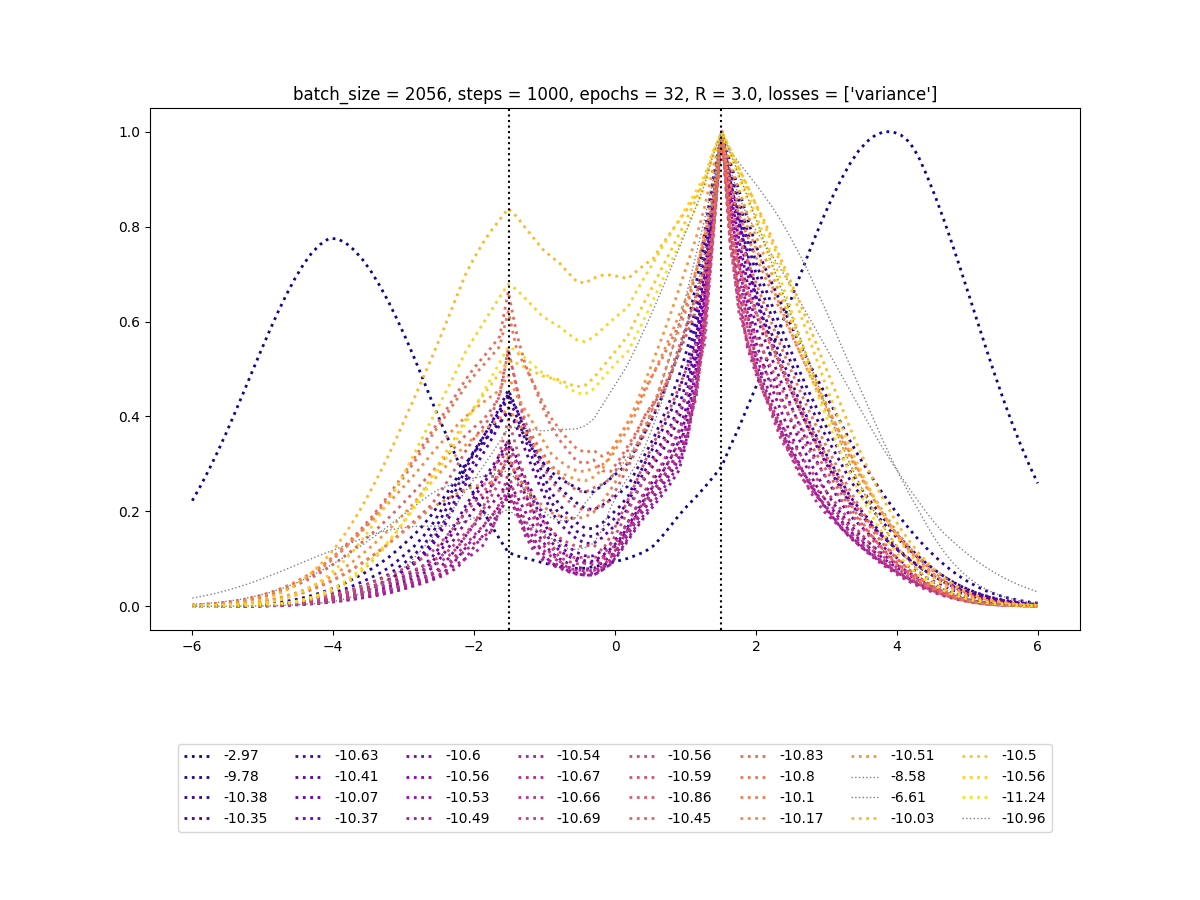 batch_size = 2056, steps = 1000, epochs = 32, R = 3.0, losses = ['variance']
1.0
0.8
0.6
0.4
0.2
0.0
−6 −4 −2 0 2 4 6
-2.97 -10.63 -10.6 -10.54 -10.56 -10.83 -10.51 -10.5
-9.78 -10.41 -10.56 -10.67 -10.59 -10.8 -8.58 -10.56
-10.38 -10.07 -10.53 -10.66 -10.86 -10.1 -6.61 -11.24
-10.35 -10.37 -10.49 -10.69 -10.45 -10.17 -10.03 -10.96